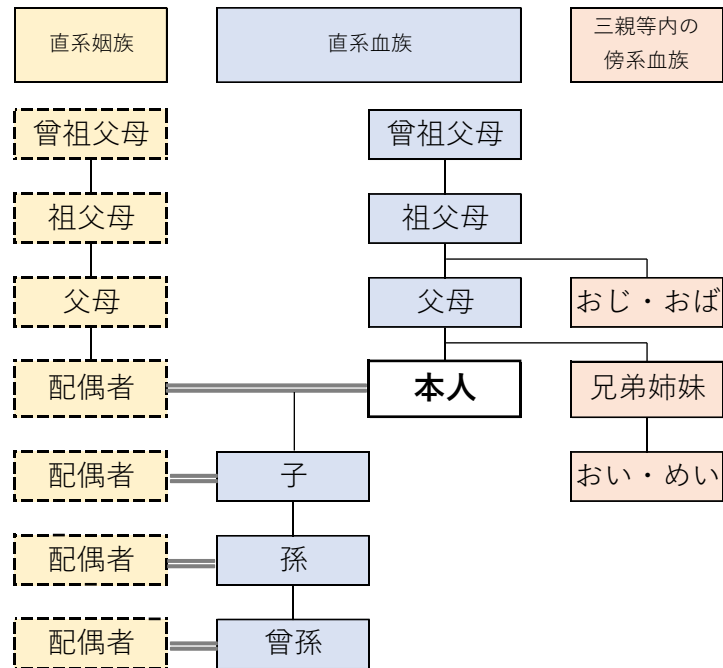 直系姻族
直系血族
三親等内の
傍系血族
曾祖父母
曾祖父母
祖父母
祖父母
父母
父母
おじ・おば
配偶者
本人
兄弟姉妹
配偶者
子
おい・めい
配偶者
孫
配偶者
曾孫